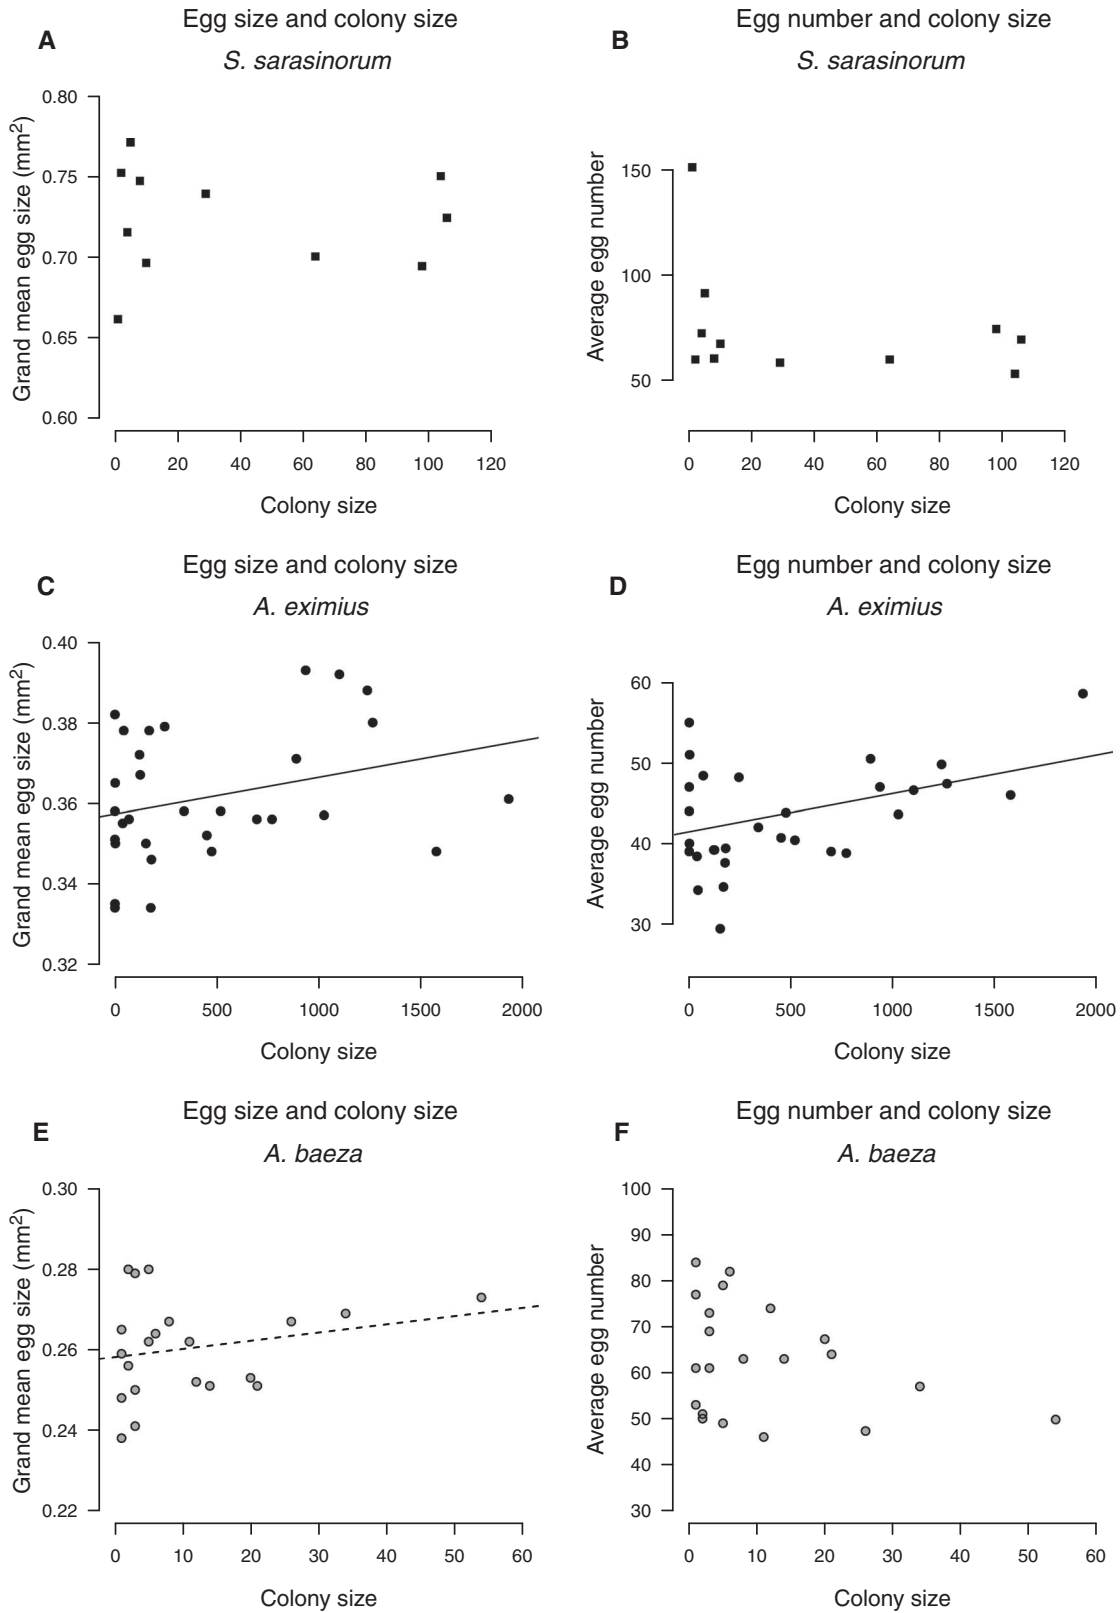 A
Egg size and colony size
S. sarasinorum
Grand mean egg size (mm²)
0.80
0.75
0.70
0.65
0.60
0 20 40 60 80 100 120
Colony size
B
Egg number and colony size
S. sarasinorum
Average egg number
150
100
50
0 20 40 60 80 100 120
Colony size
C
Egg size and colony size
A. eximius
Grand mean egg size (mm²)
0.40
0.38
0.36
0.34
0.32
0 500 1000 1500 2000
Colony size
D
Egg number and colony size
A. eximius
Average egg number
60
50
40
30
0 500 1000 1500 2000
Colony size
E
Egg size and colony size
A. baeza
Grand mean egg size (mm²)
0.30
0.28
0.26
0.24
0.22
0 10 20 30 40 50 60
Colony size
F
Egg number and colony size
A. baeza
Average egg number
100
90
80
70
60
50
40
30
0 10 20 30 40 50 60
Colony size